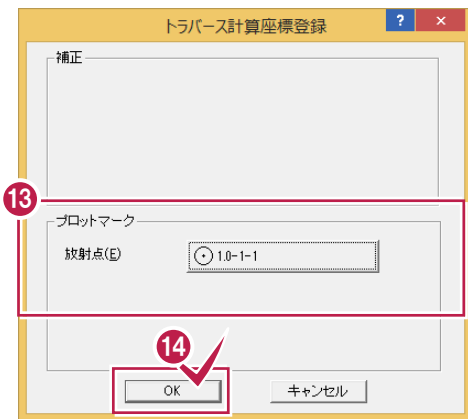 トラバース計算座標登録 ? ×
補正
13
プロットマーク
放射点(E) 1.0-1-1
14
OK キャンセル